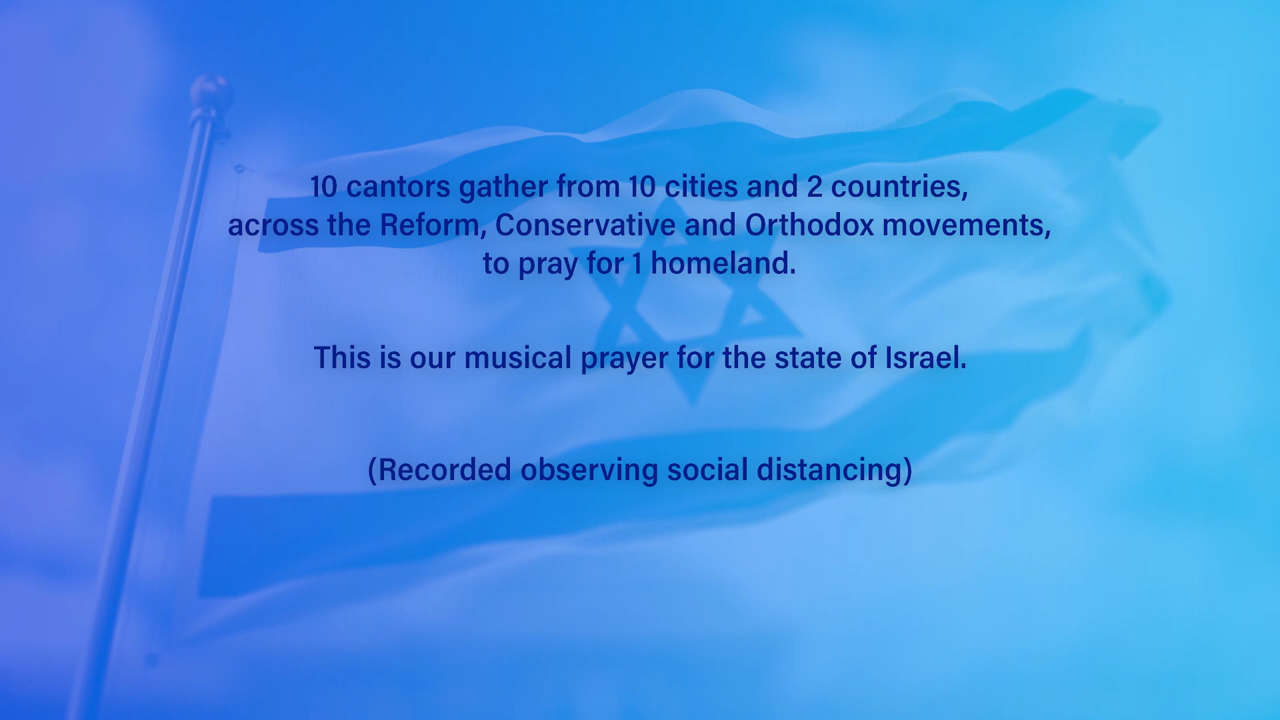 10 cantors gather from 10 cities and 2 countries,
across the Reform, Conservative and Orthodox movements,
to pray for 1 homeland.
This is our musical prayer for the state of Israel.
(Recorded observing social distancing)